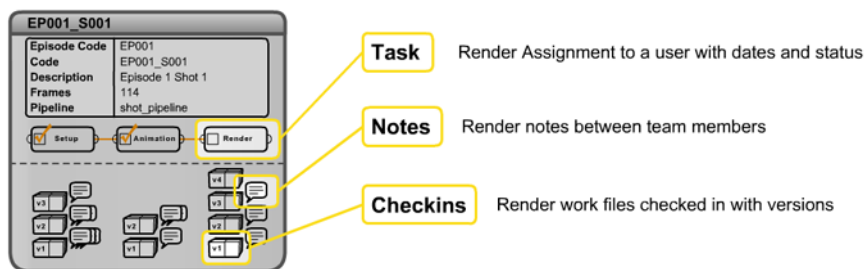 EP001_S001
Episode Code EP001
Code EP001_S001
Description Episode 1 Shot 1
Frames 114
Pipeline shot_pipeline
Setup Animation Render
v3 v2 v1
v2 v1
v4 v3 v2 v1
Task Render Assignment to a user with dates and status
Notes Render notes between team members
Checkins Render work files checked in with versions